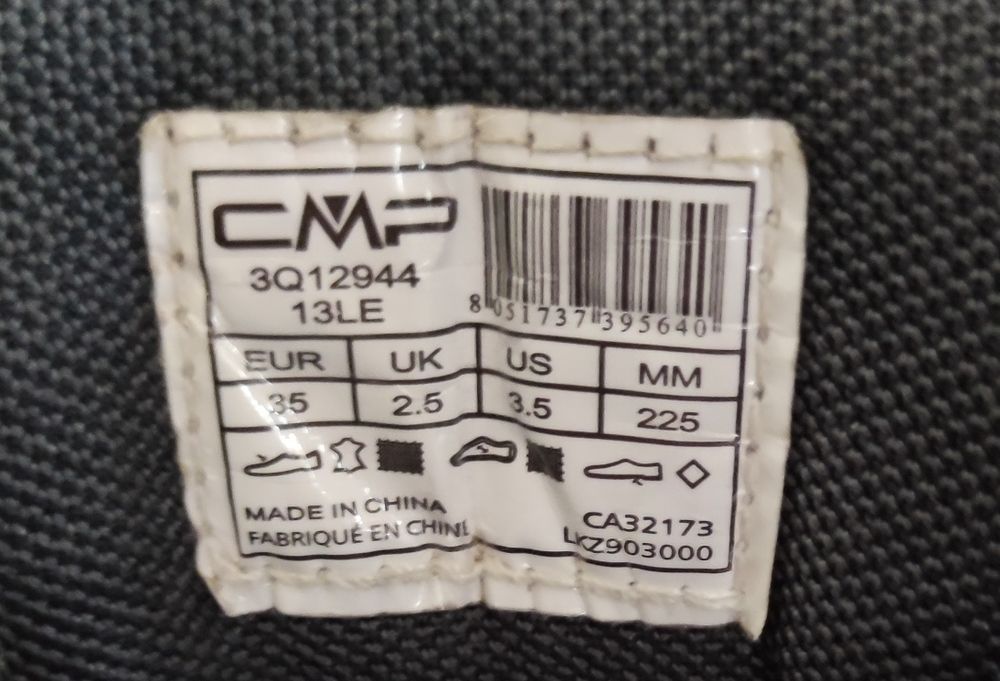 CMP
3Q12944
13LE
8 051737 395640
EUR UK US MM
35 2.5 3.5 225
MADE IN CHINA
FABRIQUÉ EN CHINE
CA32173
LKZ903000